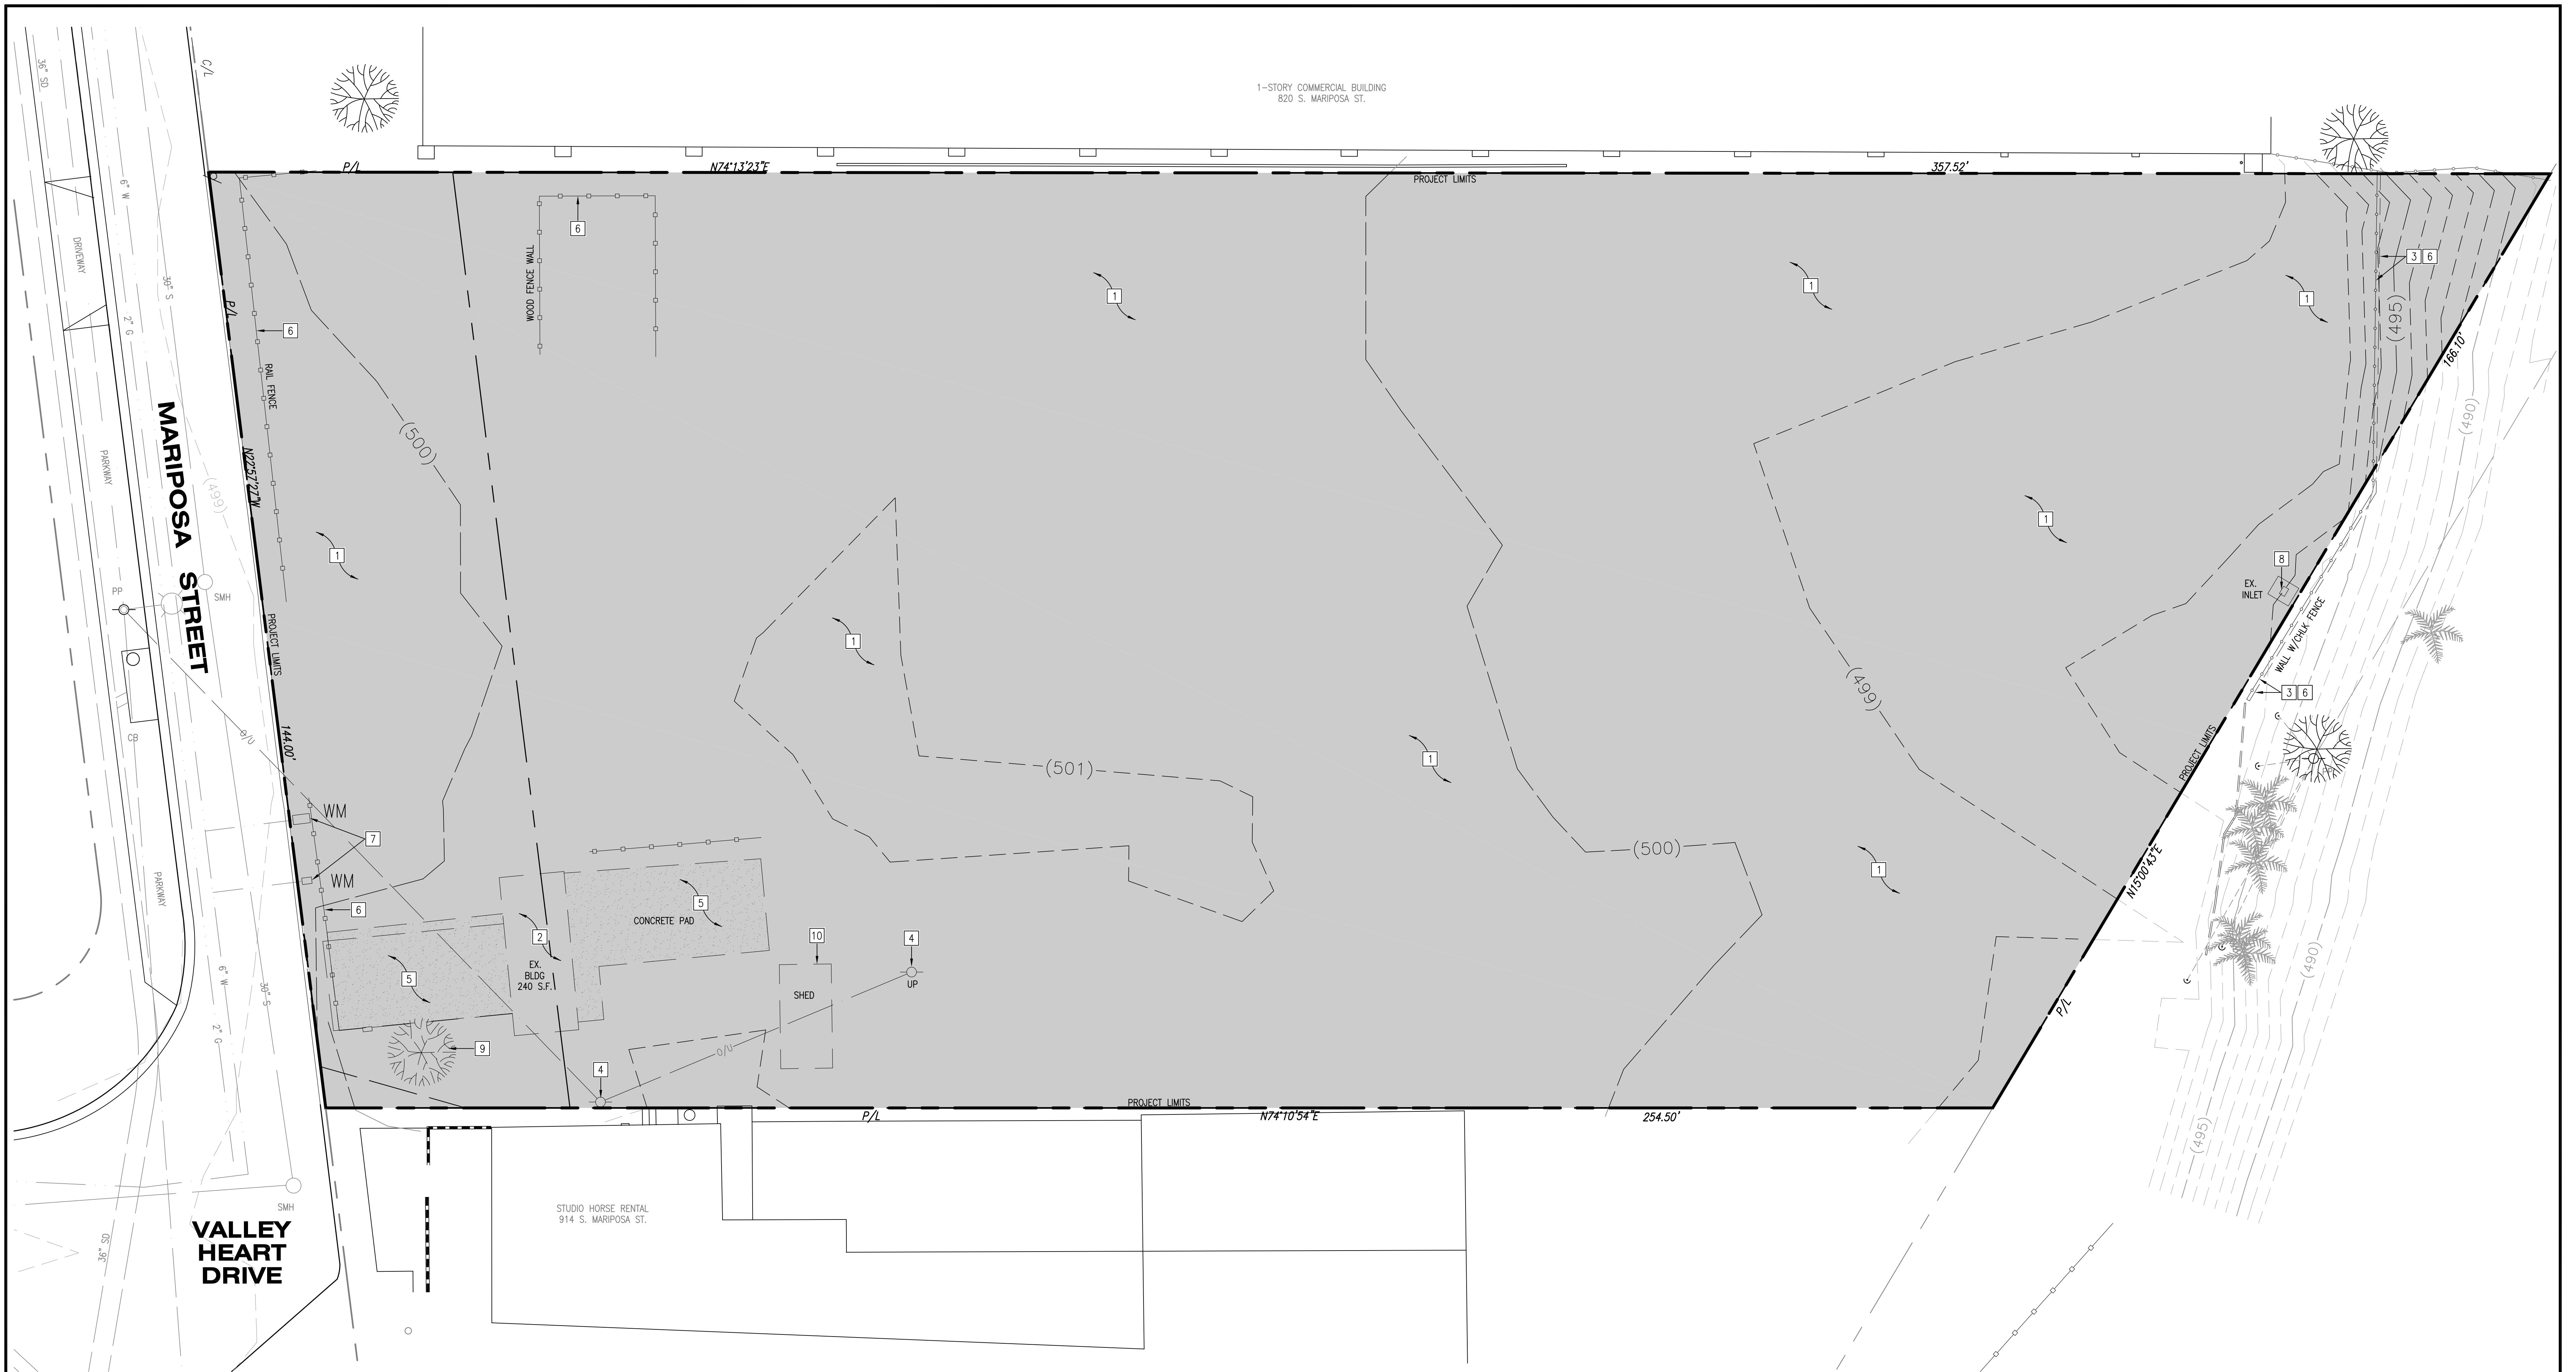 1-STORY COMMERCIAL BUILDING
820 S. MARIPOSA ST.
36" SD
C/L
P/L
N74°13'23"E
357.52'
PROJECT LIMITS
6" W
DRIVEWAY
30" S
2" G
P/L
6
WOOD FENCE WALL
6
RAIL FENCE
1
1
1
3 6
(495)
166.10'
(490)
(500)
MARIPOSA STREET
PARKWAY
(499)
N22°57'27"W
1
1
PP
SMH
PROJECT LIMITS
8
EX.
INLET
WALL W/CHLK FENCE
3 6
1
(499)
CB
O/U
144.00'
(501)
1
PROJECT LIMITS
PP
WM
7
WM
(500)
1
N15°00'43"E
PARKWAY
6
5
CONCRETE PAD
2
EX.
BLDG
240 S.F.
5
10
4
UP
SHED
6" W
30" S
2" G
O/U
9
4
(490)
P/L
PROJECT LIMITS
P/L
N74°10'54"E
254.50'
(495)
SMH
STUDIO HORSE RENTAL
914 S. MARIPOSA ST.
36" SD
VALLEY
HEART
DRIVE